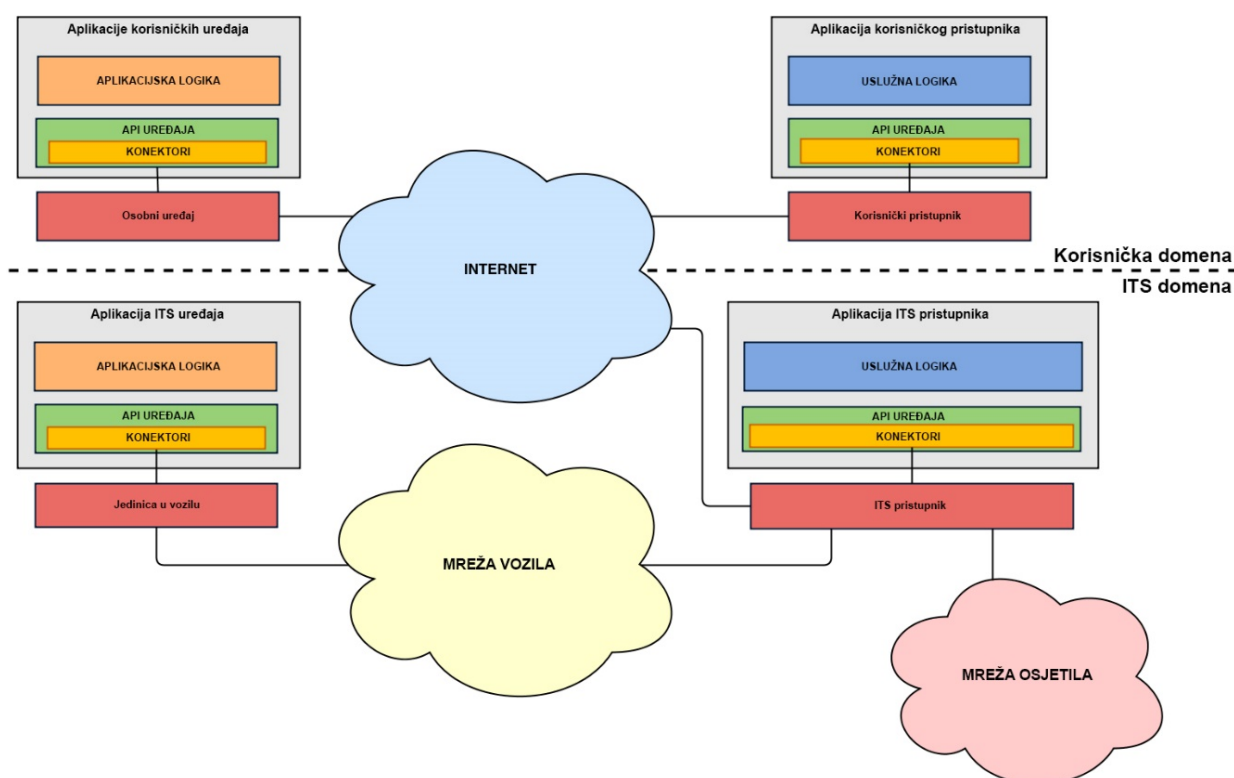 Aplikacije korisničkih uređaja
APLIKACIJSKA LOGIKA
API UREĐAJA
KONEKTORI
Osobni uređaj
Aplikacija korisničkog pristupnika
USLUŽNA LOGIKA
API UREĐAJA
KONEKTORI
Korisnički pristupnik
INTERNET
Korisnička domena
ITS domena
Aplikacija ITS uređaja
APLIKACIJSKA LOGIKA
API UREĐAJA
KONEKTORI
Jedinica u vozilu
Aplikacija ITS pristupnika
USLUŽNA LOGIKA
API UREĐAJA
KONEKTORI
ITS pristupnik
MREŽA VOZILA
MREŽA OSJETILA